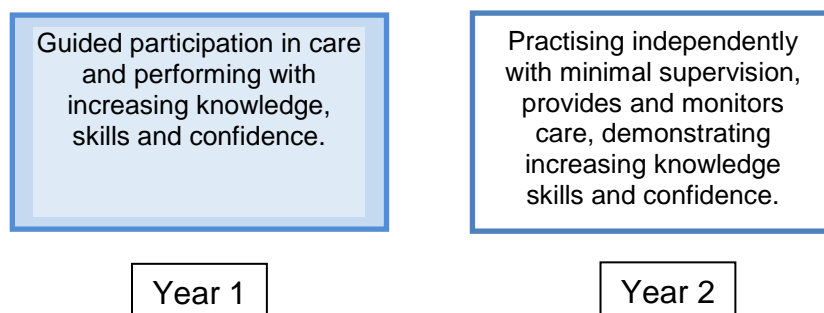 Guided participation in care
and performing with
increasing knowledge,
skills and confidence.
Practising independently
with minimal supervision,
provides and monitors
care, demonstrating
increasing knowledge
skills and confidence.
Year 1
Year 2